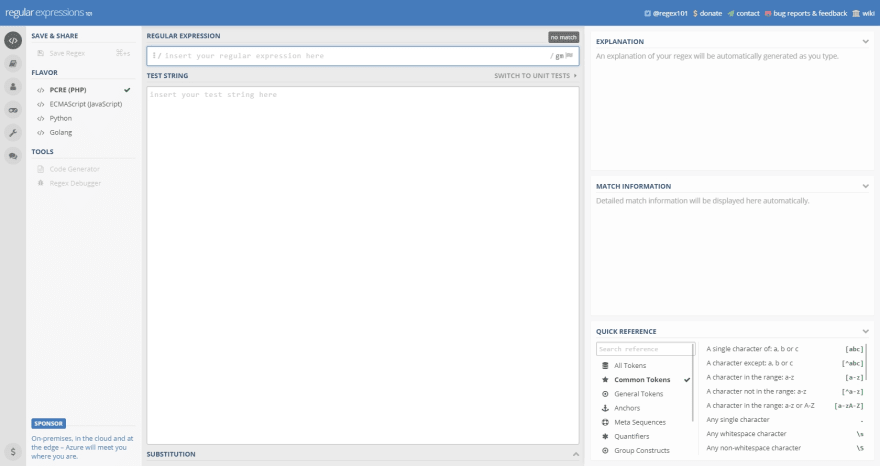 regular expressions 101
@regex101 $ donate contact bug reports & feedback wiki
SAVE & SHARE
Save Regex ⌘+s
FLAVOR
</> PCRE (PHP)
</> ECMAScript (JavaScript)
</> Python
</> Golang
TOOLS
Code Generator
Regex Debugger
SPONSOR
On-premises, in the cloud and at
the edge – Azure will meet you
where you are.
REGULAR EXPRESSION no match
/ insert your regular expression here / gm
TEST STRING SWITCH TO UNIT TESTS
insert your test string here
SUBSTITUTION
EXPLANATION
An explanation of your regex will be automatically generated as you type.
MATCH INFORMATION
Detailed match information will be displayed here automatically.
QUICK REFERENCE
Search reference
All Tokens
Common Tokens
General Tokens
Anchors
Meta Sequences
Quantifiers
Group Constructs
A single character of: a, b or c [abc]
A character except: a, b or c [^abc]
A character in the range: a-z [a-z]
A character not in the range: a-z [^a-z]
A character in the range: a-z or A-Z [a-zA-Z]
Any single character .
Any whitespace character \s
Any non-whitespace character \S